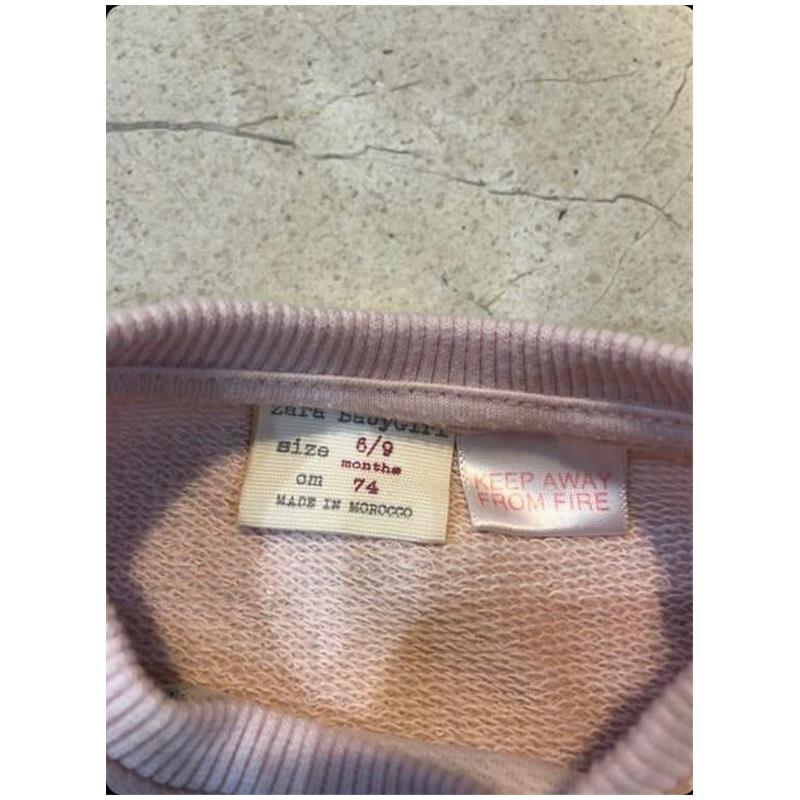 Zara BabyGirl
size 6/9
months
cm 74
MADE IN MOROCCO
KEEP AWAY
FROM FIRE